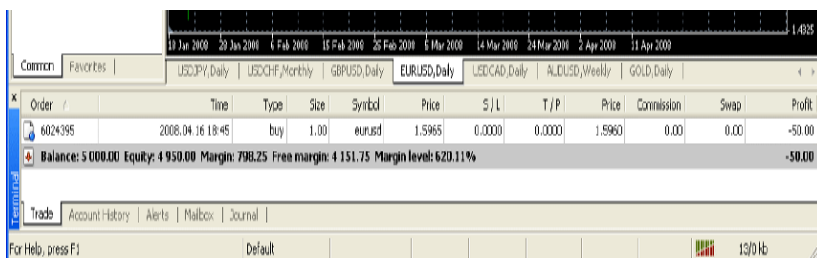 1.4325
18 Jan 2008 29 Jan 2008 6 Feb 2008 15 Feb 2008 25 Feb 2008 5 Mar 2008 14 Mar 2008 24 Mar 2008 2 Apr 2008 11 Apr 2008
Common Favorites
USDJPY,Daily USDCHF,Monthly GBPUSD,Daily EURUSD,Daily USDCAD,Daily AUDUSD,Weekly GOLD,Daily
Order / Time Type Size Symbol Price S / L T / P Price Commission Swap Profit
6024395 2008.04.16 18:45 buy 1.00 eurusd 1.5965 0.0000 0.0000 1.5960 0.00 0.00 -50.00
Balance: 5 000.00 Equity: 4 950.00 Margin: 798.25 Free margin: 4 151.75 Margin level: 620.11% -50.00
Terminal
Trade Account History Alerts Mailbox Journal
For Help, press F1 Default 13/0 kb